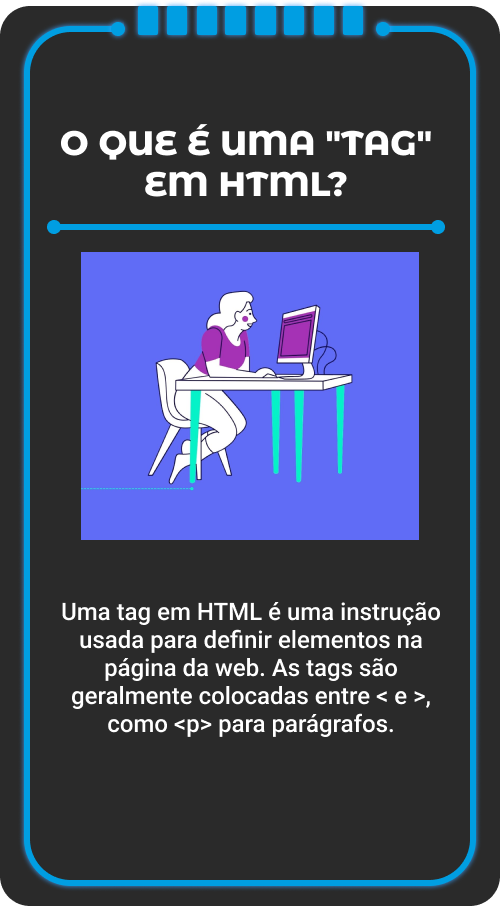 O QUE É UMA "TAG"
EM HTML?
Uma tag em HTML é uma instrução
usada para definir elementos na
página da web. As tags são
geralmente colocadas entre < e >,
como <p> para parágrafos.